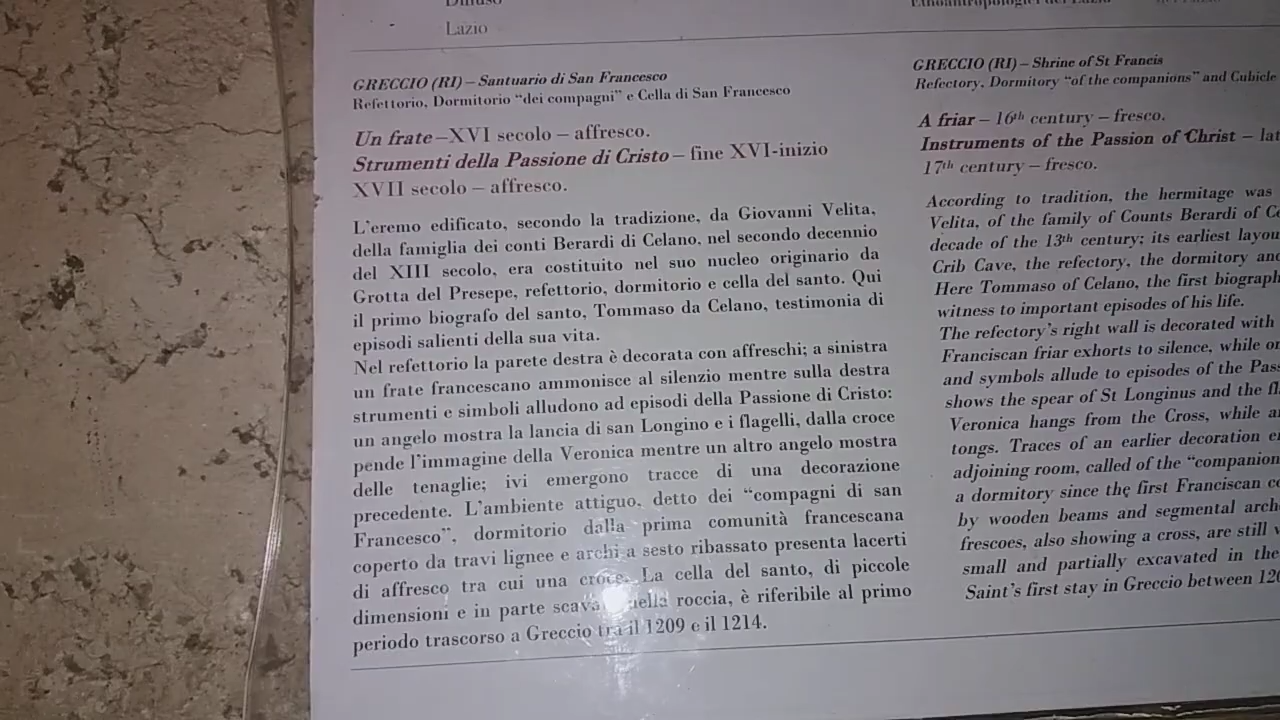 Diffuso
Lazio
GRECCIO (RI) – Santuario di San Francesco
Refettorio, Dormitorio “dei compagni” e Cella di San Francesco
Un frate –XVI secolo – affresco.
Strumenti della Passione di Cristo – fine XVI-inizio
XVII secolo – affresco.
L’eremo edificato, secondo la tradizione, da Giovanni Velita,
della famiglia dei conti Berardi di Celano, nel secondo decennio
del XIII secolo, era costituito nel suo nucleo originario da
Grotta del Presepe, refettorio, dormitorio e cella del santo. Qui
il primo biografo del santo, Tommaso da Celano, testimonia di
episodi salienti della sua vita.
Nel refettorio la parete destra è decorata con affreschi; a sinistra
un frate francescano ammonisce al silenzio mentre sulla destra
strumenti e simboli alludono ad episodi della Passione di Cristo:
un angelo mostra la lancia di san Longino e i flagelli, dalla croce
pende l’immagine della Veronica mentre un altro angelo mostra
delle tenaglie; ivi emergono tracce di una decorazione
precedente. L’ambiente attiguo, detto dei “compagni di san
Francesco”, dormitorio dalla prima comunità francescana
coperto da travi lignee e archi a sesto ribassato presenta lacerti
di affresco tra cui una croce. La cella del santo, di piccole
dimensioni e in parte scavata nella roccia, è riferibile al primo
periodo trascorso a Greccio tra il 1209 e il 1214.
Etnoantropologici del Lazio
GRECCIO (RI) – Shrine of St Francis
Refectory, Dormitory “of the companions” and Cubicle
A friar – 16th century – fresco.
Instruments of the Passion of Christ – lat
17th century – fresco.
According to tradition, the hermitage was
Velita, of the family of Counts Berardi of C
decade of the 13th century; its earliest layou
Crib Cave, the refectory, the dormitory and
Here Tommaso of Celano, the first biograph
witness to important episodes of his life.
The refectory’s right wall is decorated with
Franciscan friar exhorts to silence, while on
and symbols allude to episodes of the Pas
shows the spear of St Longinus and the fl
Veronica hangs from the Cross, while a
tongs. Traces of an earlier decoration e
adjoining room, called of the “companion
a dormitory since the first Franciscan c
by wooden beams and segmental arch
frescoes, also showing a cross, are still v
small and partially excavated in the
Saint’s first stay in Greccio between 120